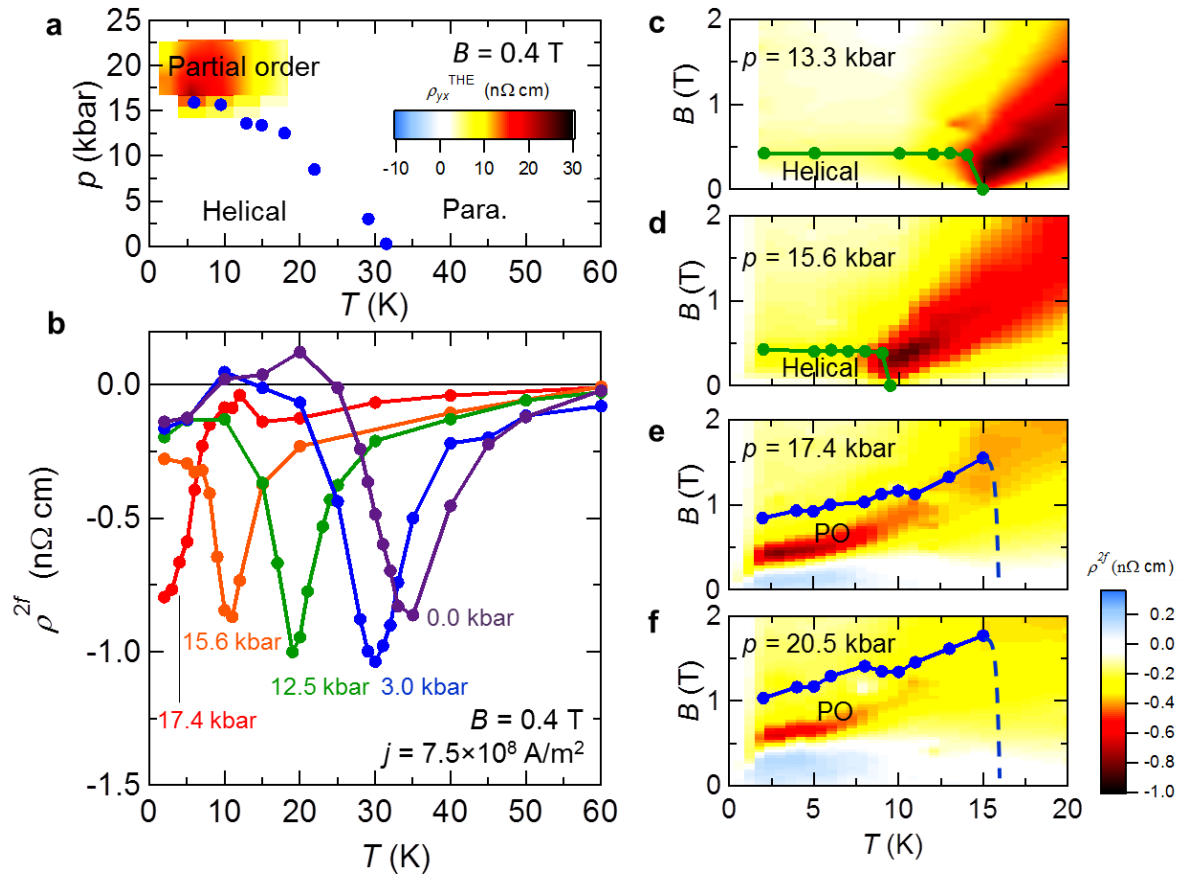 a
25
20
15
10
5
0
p (kbar)
Partial order
B = 0.4 T
ρyx^THE (nΩ cm)
-10 0 10 20 30
Helical
Para.
0 10 20 30 40 50 60
T (K)
b
0.0
-0.5
-1.0
-1.5
ρ^2f (nΩ cm)
0.0 kbar
15.6 kbar
12.5 kbar
3.0 kbar
17.4 kbar
B = 0.4 T
j = 7.5×10⁸ A/m²
0 10 20 30 40 50 60
T (K)
c
2
1
0
B (T)
p = 13.3 kbar
Helical
d
2
1
0
B (T)
p = 15.6 kbar
Helical
e
2
1
0
B (T)
p = 17.4 kbar
PO
f
2
1
0
B (T)
p = 20.5 kbar
PO
0 5 10 15 20
T (K)
ρ^2f (nΩ cm)
0.2
0.0
-0.2
-0.4
-0.6
-0.8
-1.0